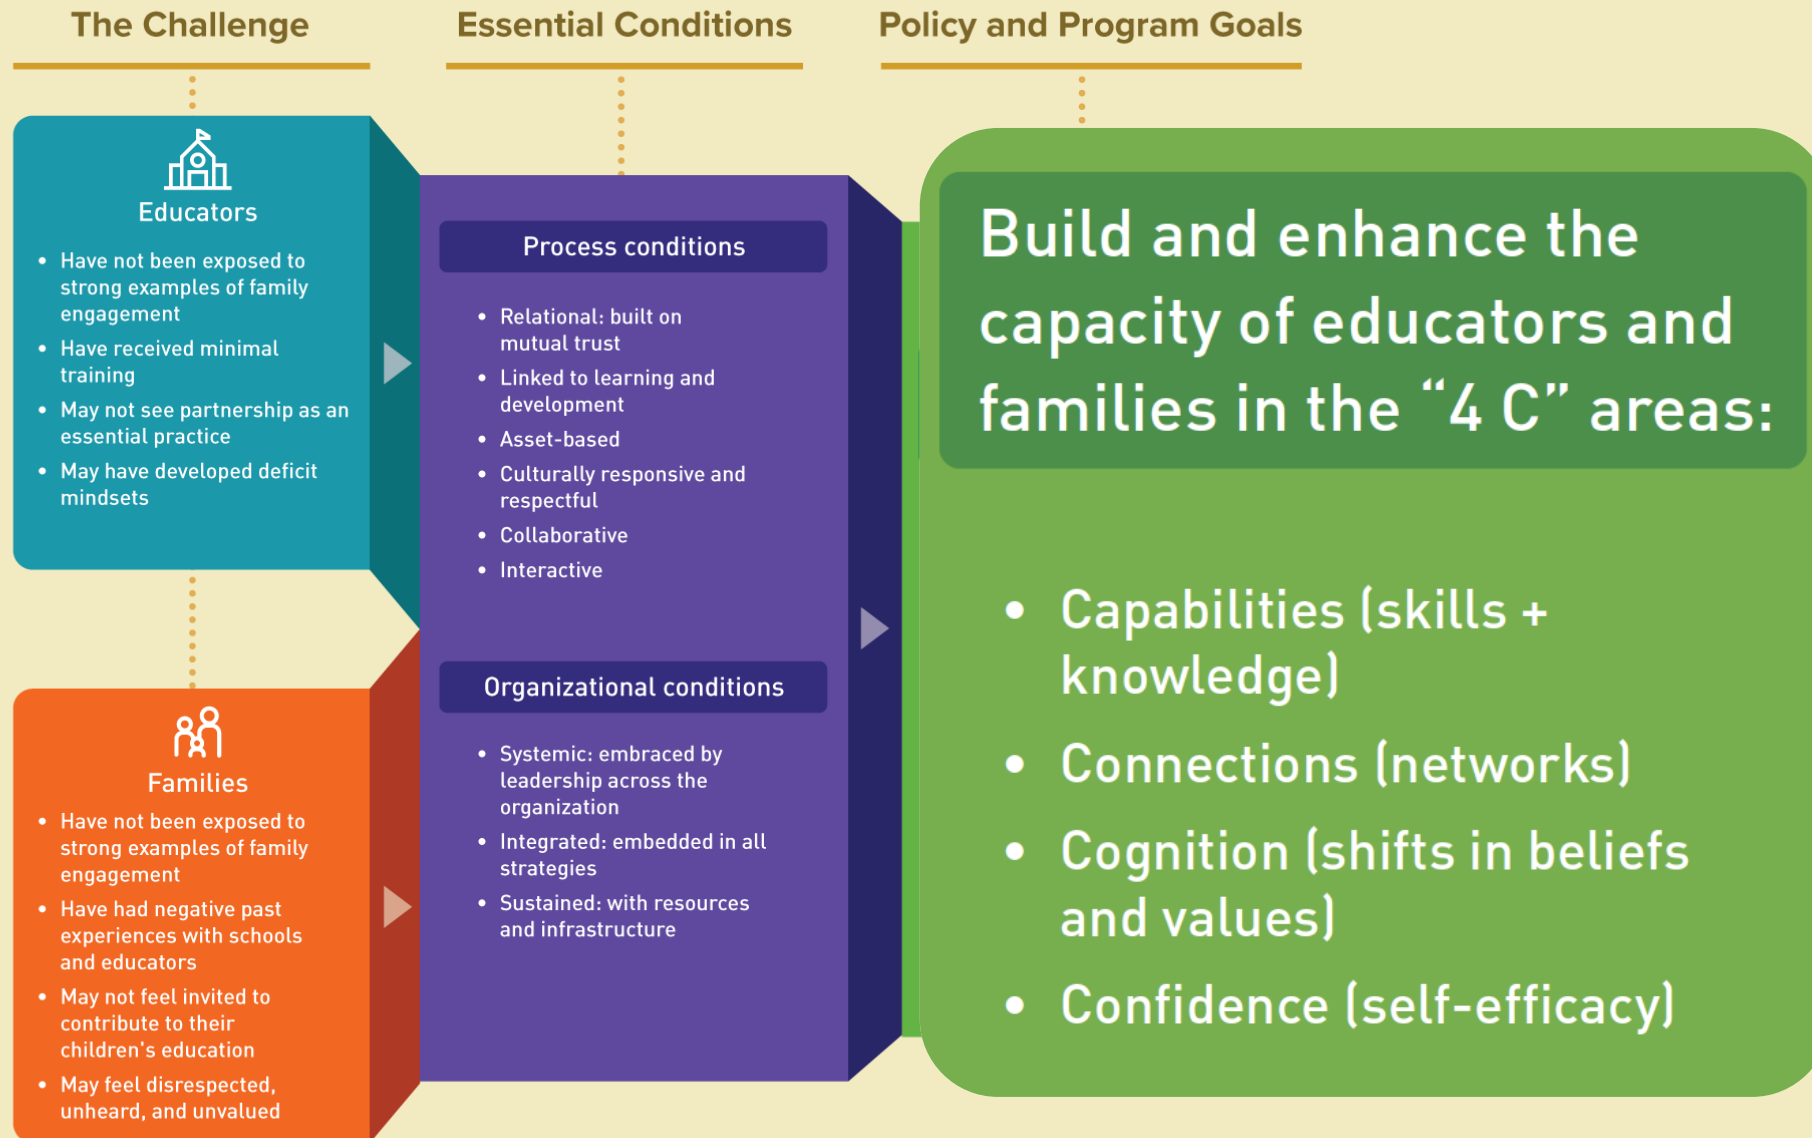 The Challenge
Essential Conditions
Policy and Program Goals
Educators
• Have not been exposed to
strong examples of family
engagement
• Have received minimal
training
• May not see partnership as an
essential practice
• May have developed deficit
mindsets
Families
• Have not been exposed to
strong examples of family
engagement
• Have had negative past
experiences with schools
and educators
• May not feel invited to
contribute to their
children's education
• May feel disrespected,
unheard, and unvalued
Process conditions
• Relational: built on
mutual trust
• Linked to learning and
development
• Asset-based
• Culturally responsive and
respectful
• Collaborative
• Interactive
Organizational conditions
• Systemic: embraced by
leadership across the
organization
• Integrated: embedded in all
strategies
• Sustained: with resources
and infrastructure
Build and enhance the
capacity of educators and
families in the “4 C” areas:
• Capabilities (skills +
knowledge)
• Connections (networks)
• Cognition (shifts in beliefs
and values)
• Confidence (self-efficacy)